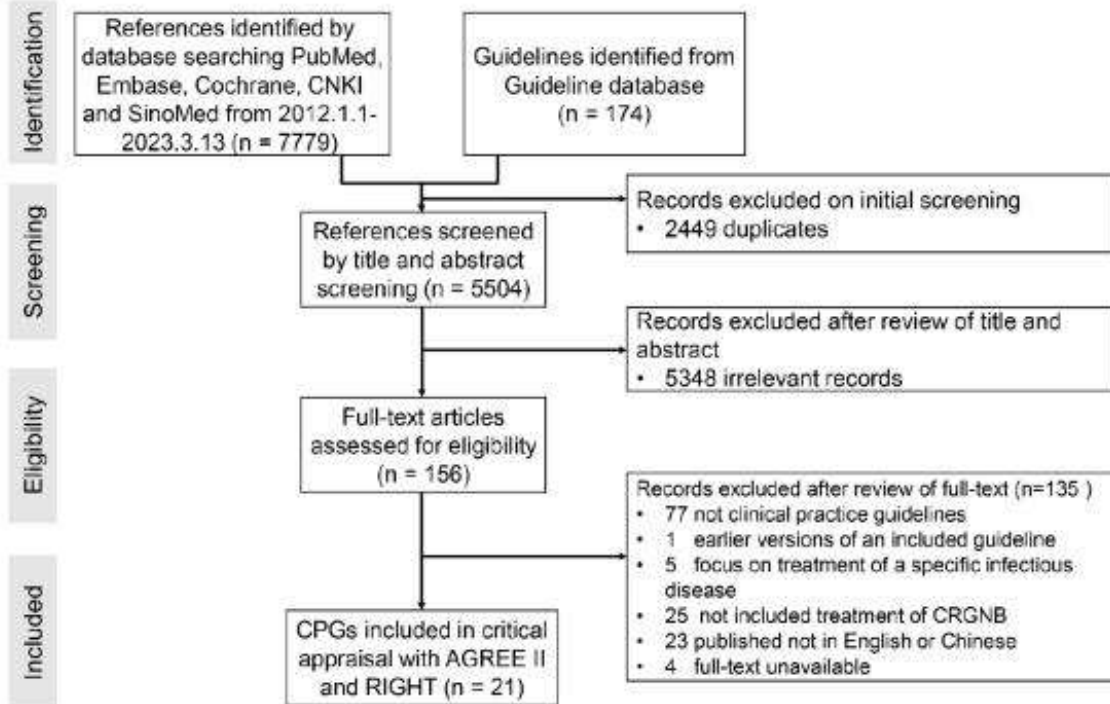 Identification
References identified by
database searching PubMed,
Embase, Cochrane, CNKI
and SinoMed from 2012.1.1-
2023.3.13 (n = 7779)
Guidelines identified from
Guideline database
(n = 174)
Screening
Records excluded on initial screening
• 2449 duplicates
References screened
by title and abstract
screening (n = 5504)
Records excluded after review of title and
abstract
• 5348 irrelevant records
Eligibility
Full-text articles
assessed for eligibility
(n = 156)
Records excluded after review of full-text (n=135 )
• 77 not clinical practice guidelines
• 1 earlier versions of an included guideline
• 5 focus on treatment of a specific infectious
disease
• 25 not included treatment of CRGNB
• 23 published not in English or Chinese
• 4 full-text unavailable
Included
CPGs included in critical
appraisal with AGREE II
and RIGHT (n = 21)